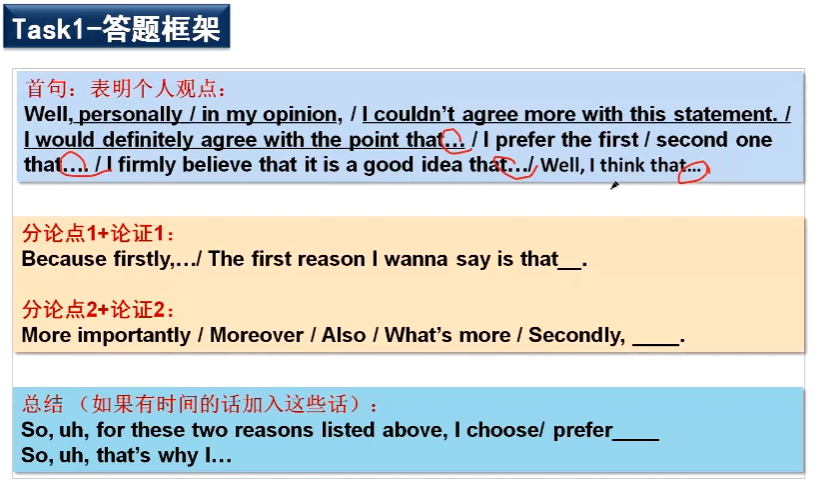 Task1-答题框架
首句：表明个人观点：
Well, personally / in my opinion, / I couldn't agree more with this statement. /
I would definitely agree with the point that… / I prefer the first / second one
that…. / I firmly believe that it is a good idea that…/ Well, I think that...
分论点1+论证1：
Because firstly,…/ The first reason I wanna say is that__.
分论点2+论证2：
More importantly / Moreover / Also / What's more / Secondly, ____.
总结 （如果有时间的话加入这些话）：
So, uh, for these two reasons listed above, I choose/ prefer____
So, uh, that's why I…